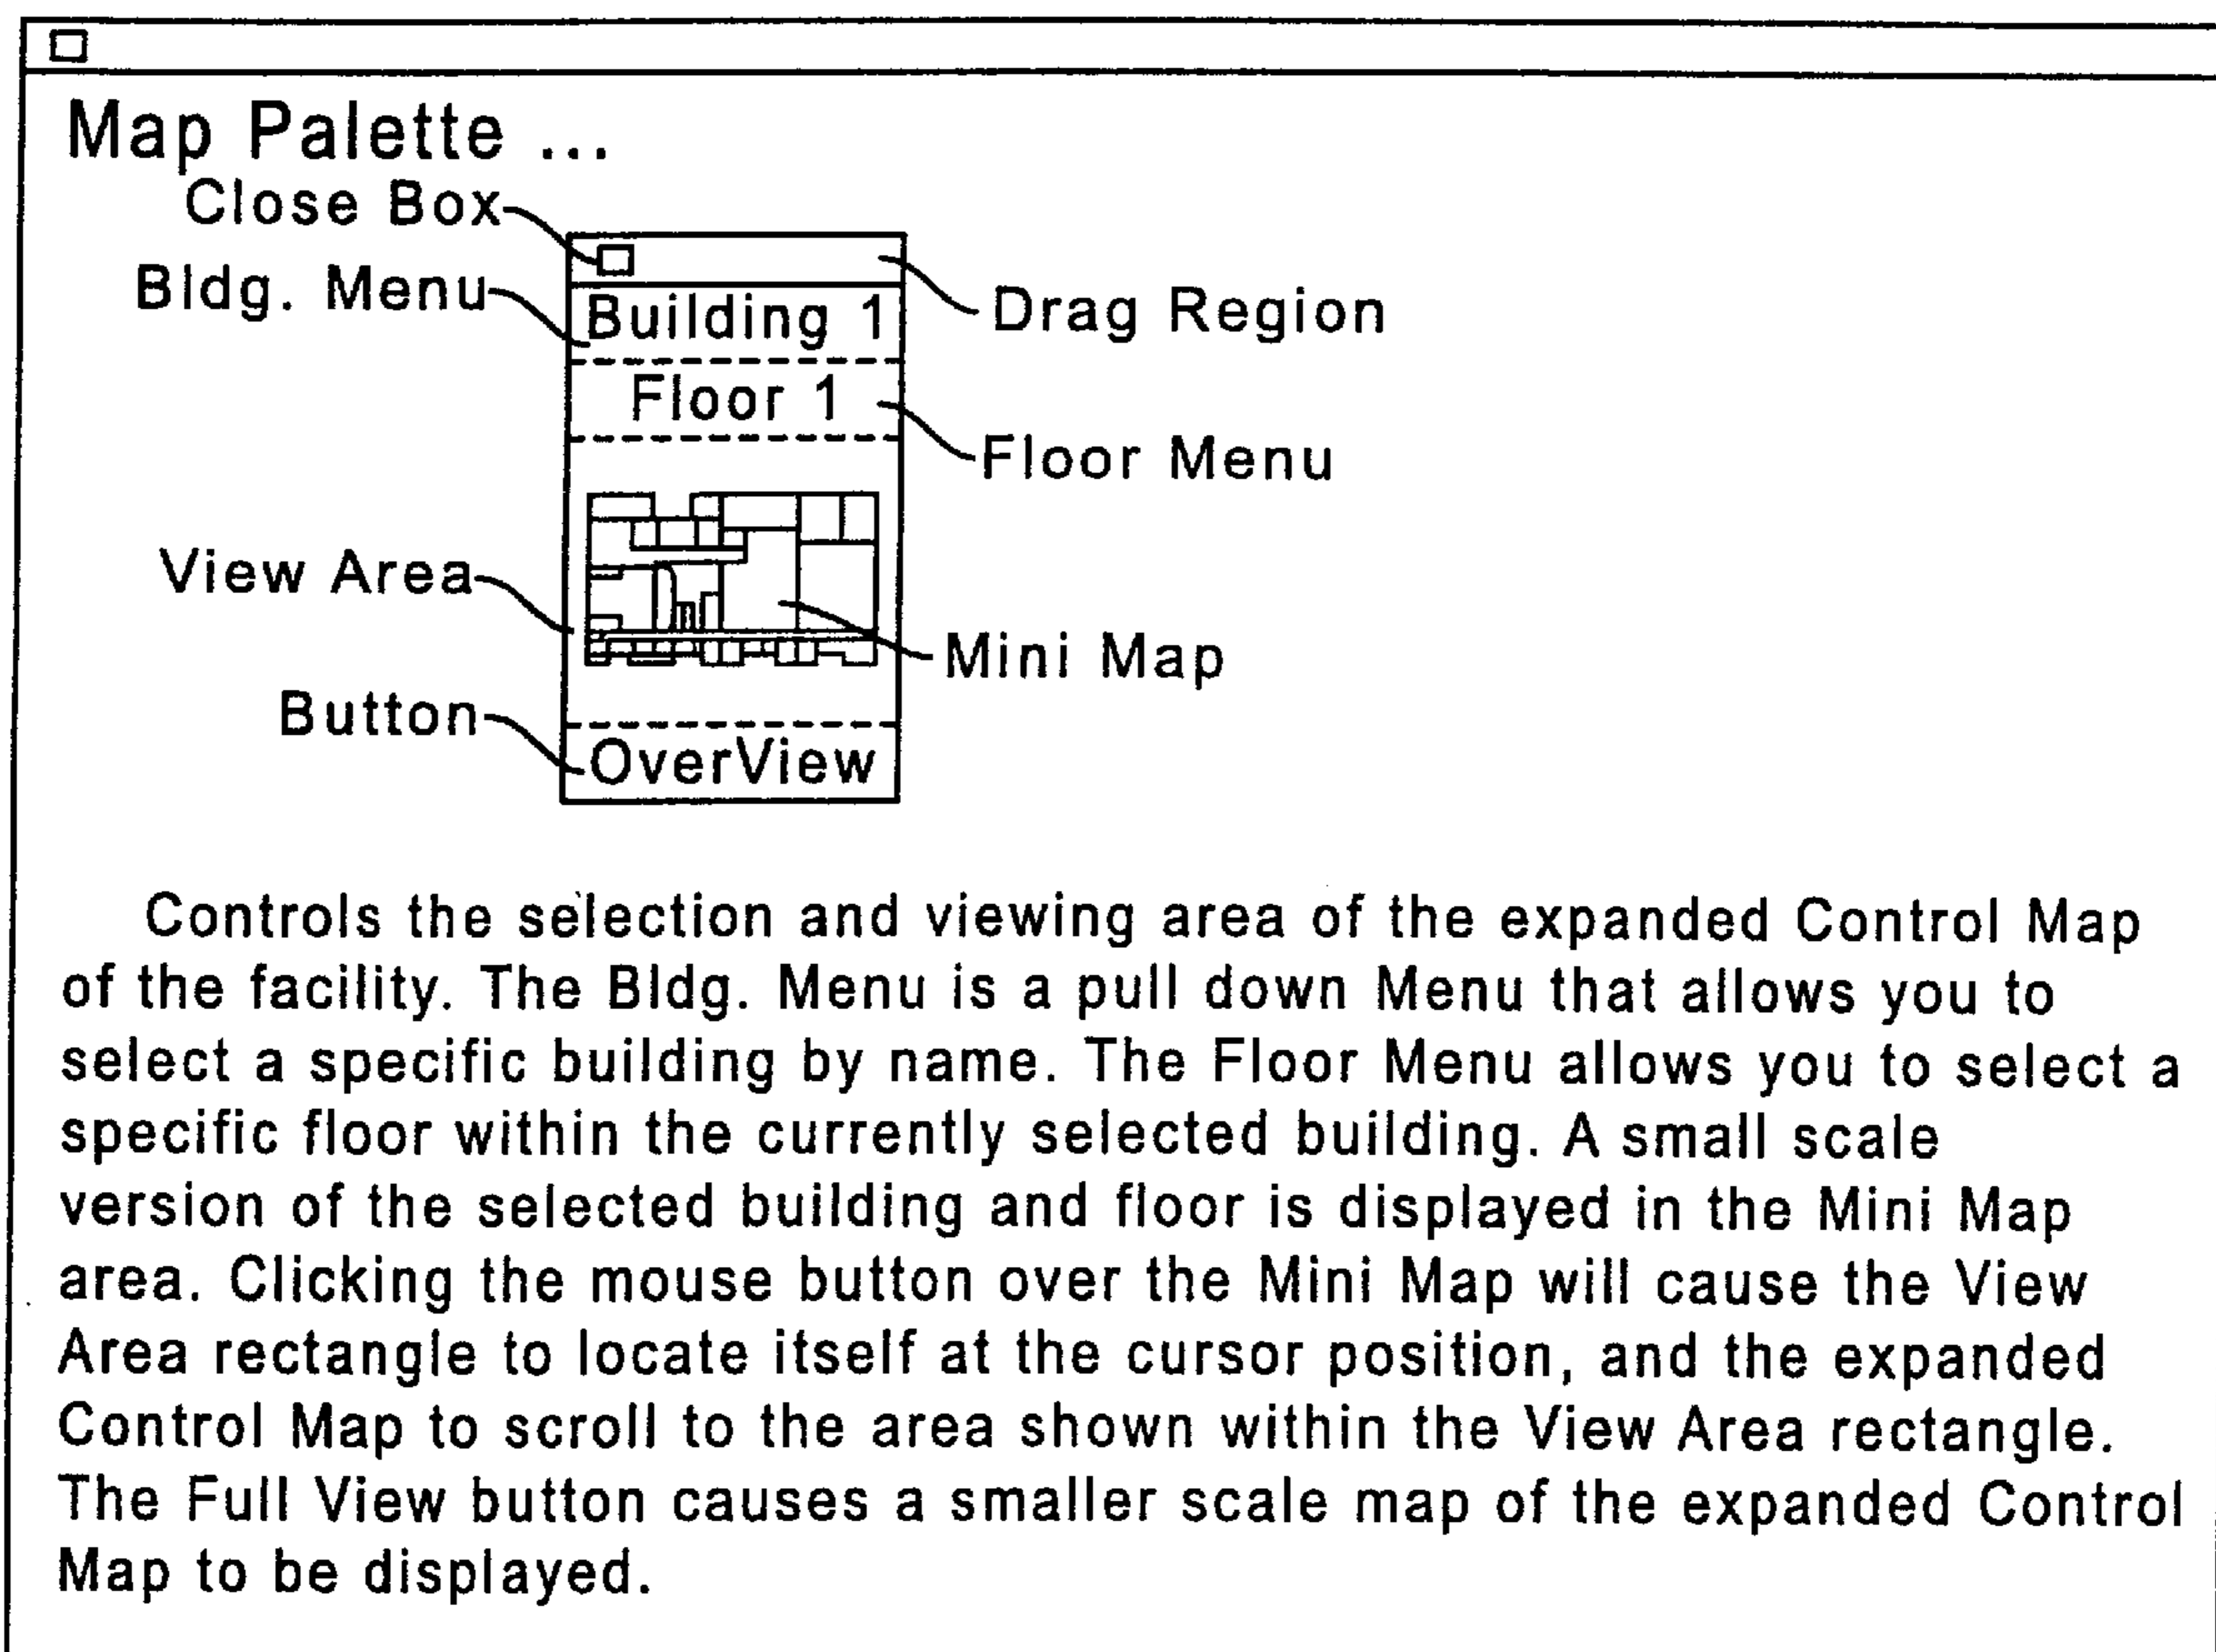 Map Palette ...
Close Box
Bldg. Menu
Building 1
Drag Region
Floor 1
Floor Menu
View Area
Mini Map
Button
OverView
Controls the selection and viewing area of the expanded Control Map
of the facility. The Bldg. Menu is a pull down Menu that allows you to
select a specific building by name. The Floor Menu allows you to select a
specific floor within the currently selected building. A small scale
version of the selected building and floor is displayed in the Mini Map
area. Clicking the mouse button over the Mini Map will cause the View
Area rectangle to locate itself at the cursor position, and the expanded
Control Map to scroll to the area shown within the View Area rectangle.
The Full View button causes a smaller scale map of the expanded Control
Map to be displayed.